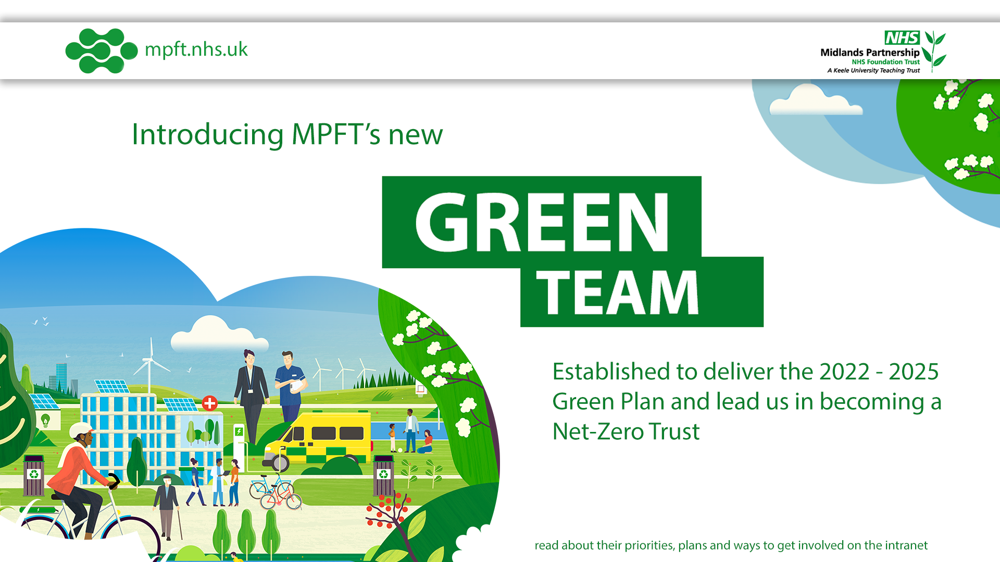 mpft.nhs.uk
NHS
Midlands Partnership
NHS Foundation Trust
A Keele University Teaching Trust
Introducing MPFT’s new
GREEN
TEAM
Established to deliver the 2022 - 2025
Green Plan and lead us in becoming a
Net-Zero Trust
read about their priorities, plans and ways to get involved on the intranet